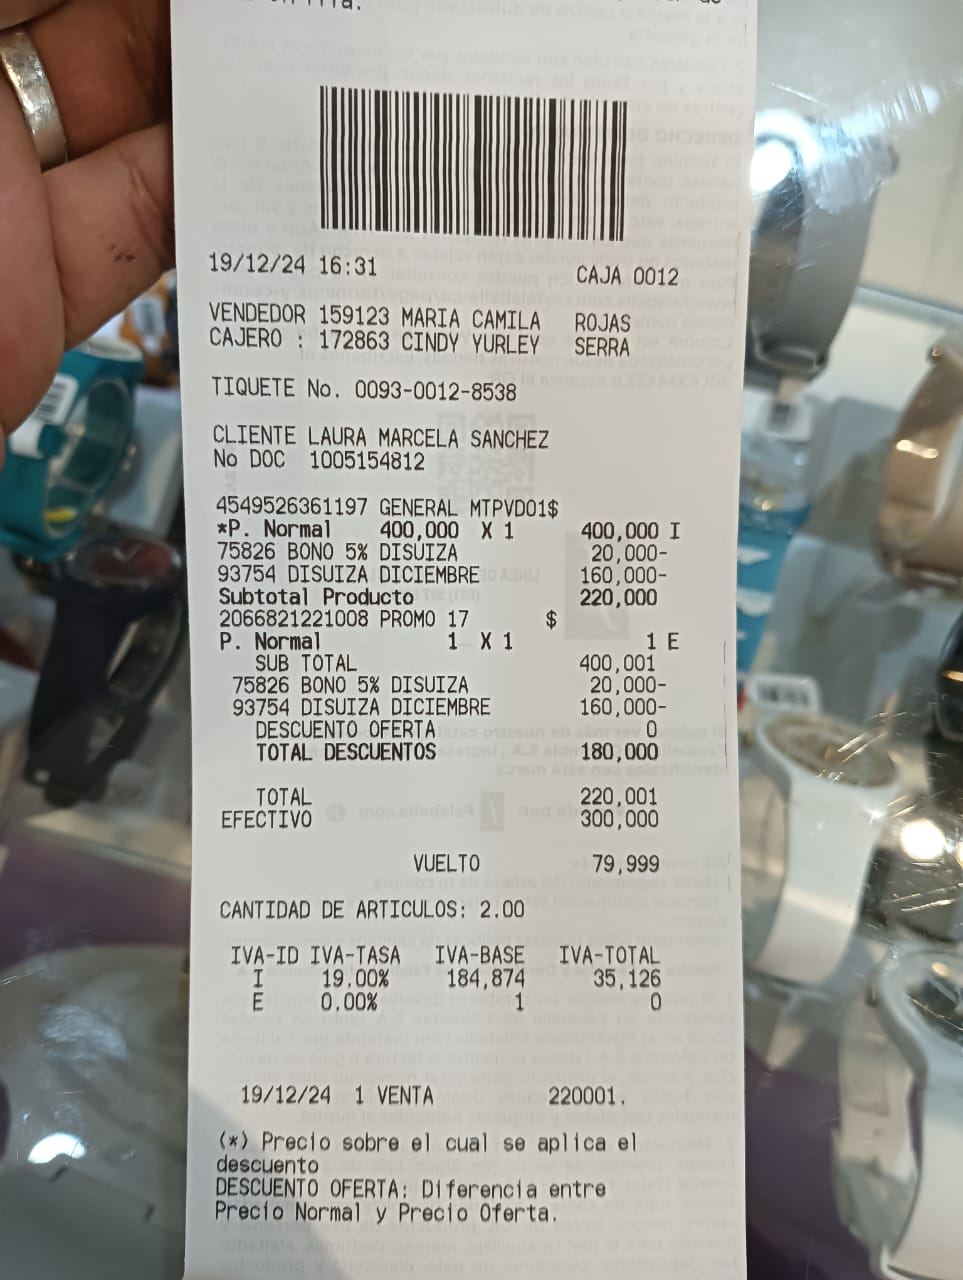 19/12/24 16:31 CAJA 0012
VENDEDOR 159123 MARIA CAMILA ROJAS
CAJERO : 172863 CINDY YURLEY SERRA
TIQUETE No. 0093-0012-8538
CLIENTE LAURA MARCELA SANCHEZ
No DOC 1005154812
4549526361197 GENERAL MTPVD01$
*P. Normal 400,000 X 1 400,000 I
75826 BONO 5% DISUIZA 20,000-
93754 DISUIZA DICIEMBRE 160,000-
Subtotal Producto 220,000
2066821221008 PROMO 17 $
P. Normal 1 X 1 1 E
SUB TOTAL 400,001
75826 BONO 5% DISUIZA 20,000-
93754 DISUIZA DICIEMBRE 160,000-
DESCUENTO OFERTA 0
TOTAL DESCUENTOS 180,000
TOTAL 220,001
EFECTIVO 300,000
VUELTO 79,999
CANTIDAD DE ARTICULOS: 2.00
IVA-ID IVA-TASA IVA-BASE IVA-TOTAL
I 19.00% 184,874 35,126
E 0.00% 1 0
19/12/24 1 VENTA 220001.
(*) Precio sobre el cual se aplica el
descuento
DESCUENTO OFERTA: Diferencia entre
Precio Normal y Precio Oferta.